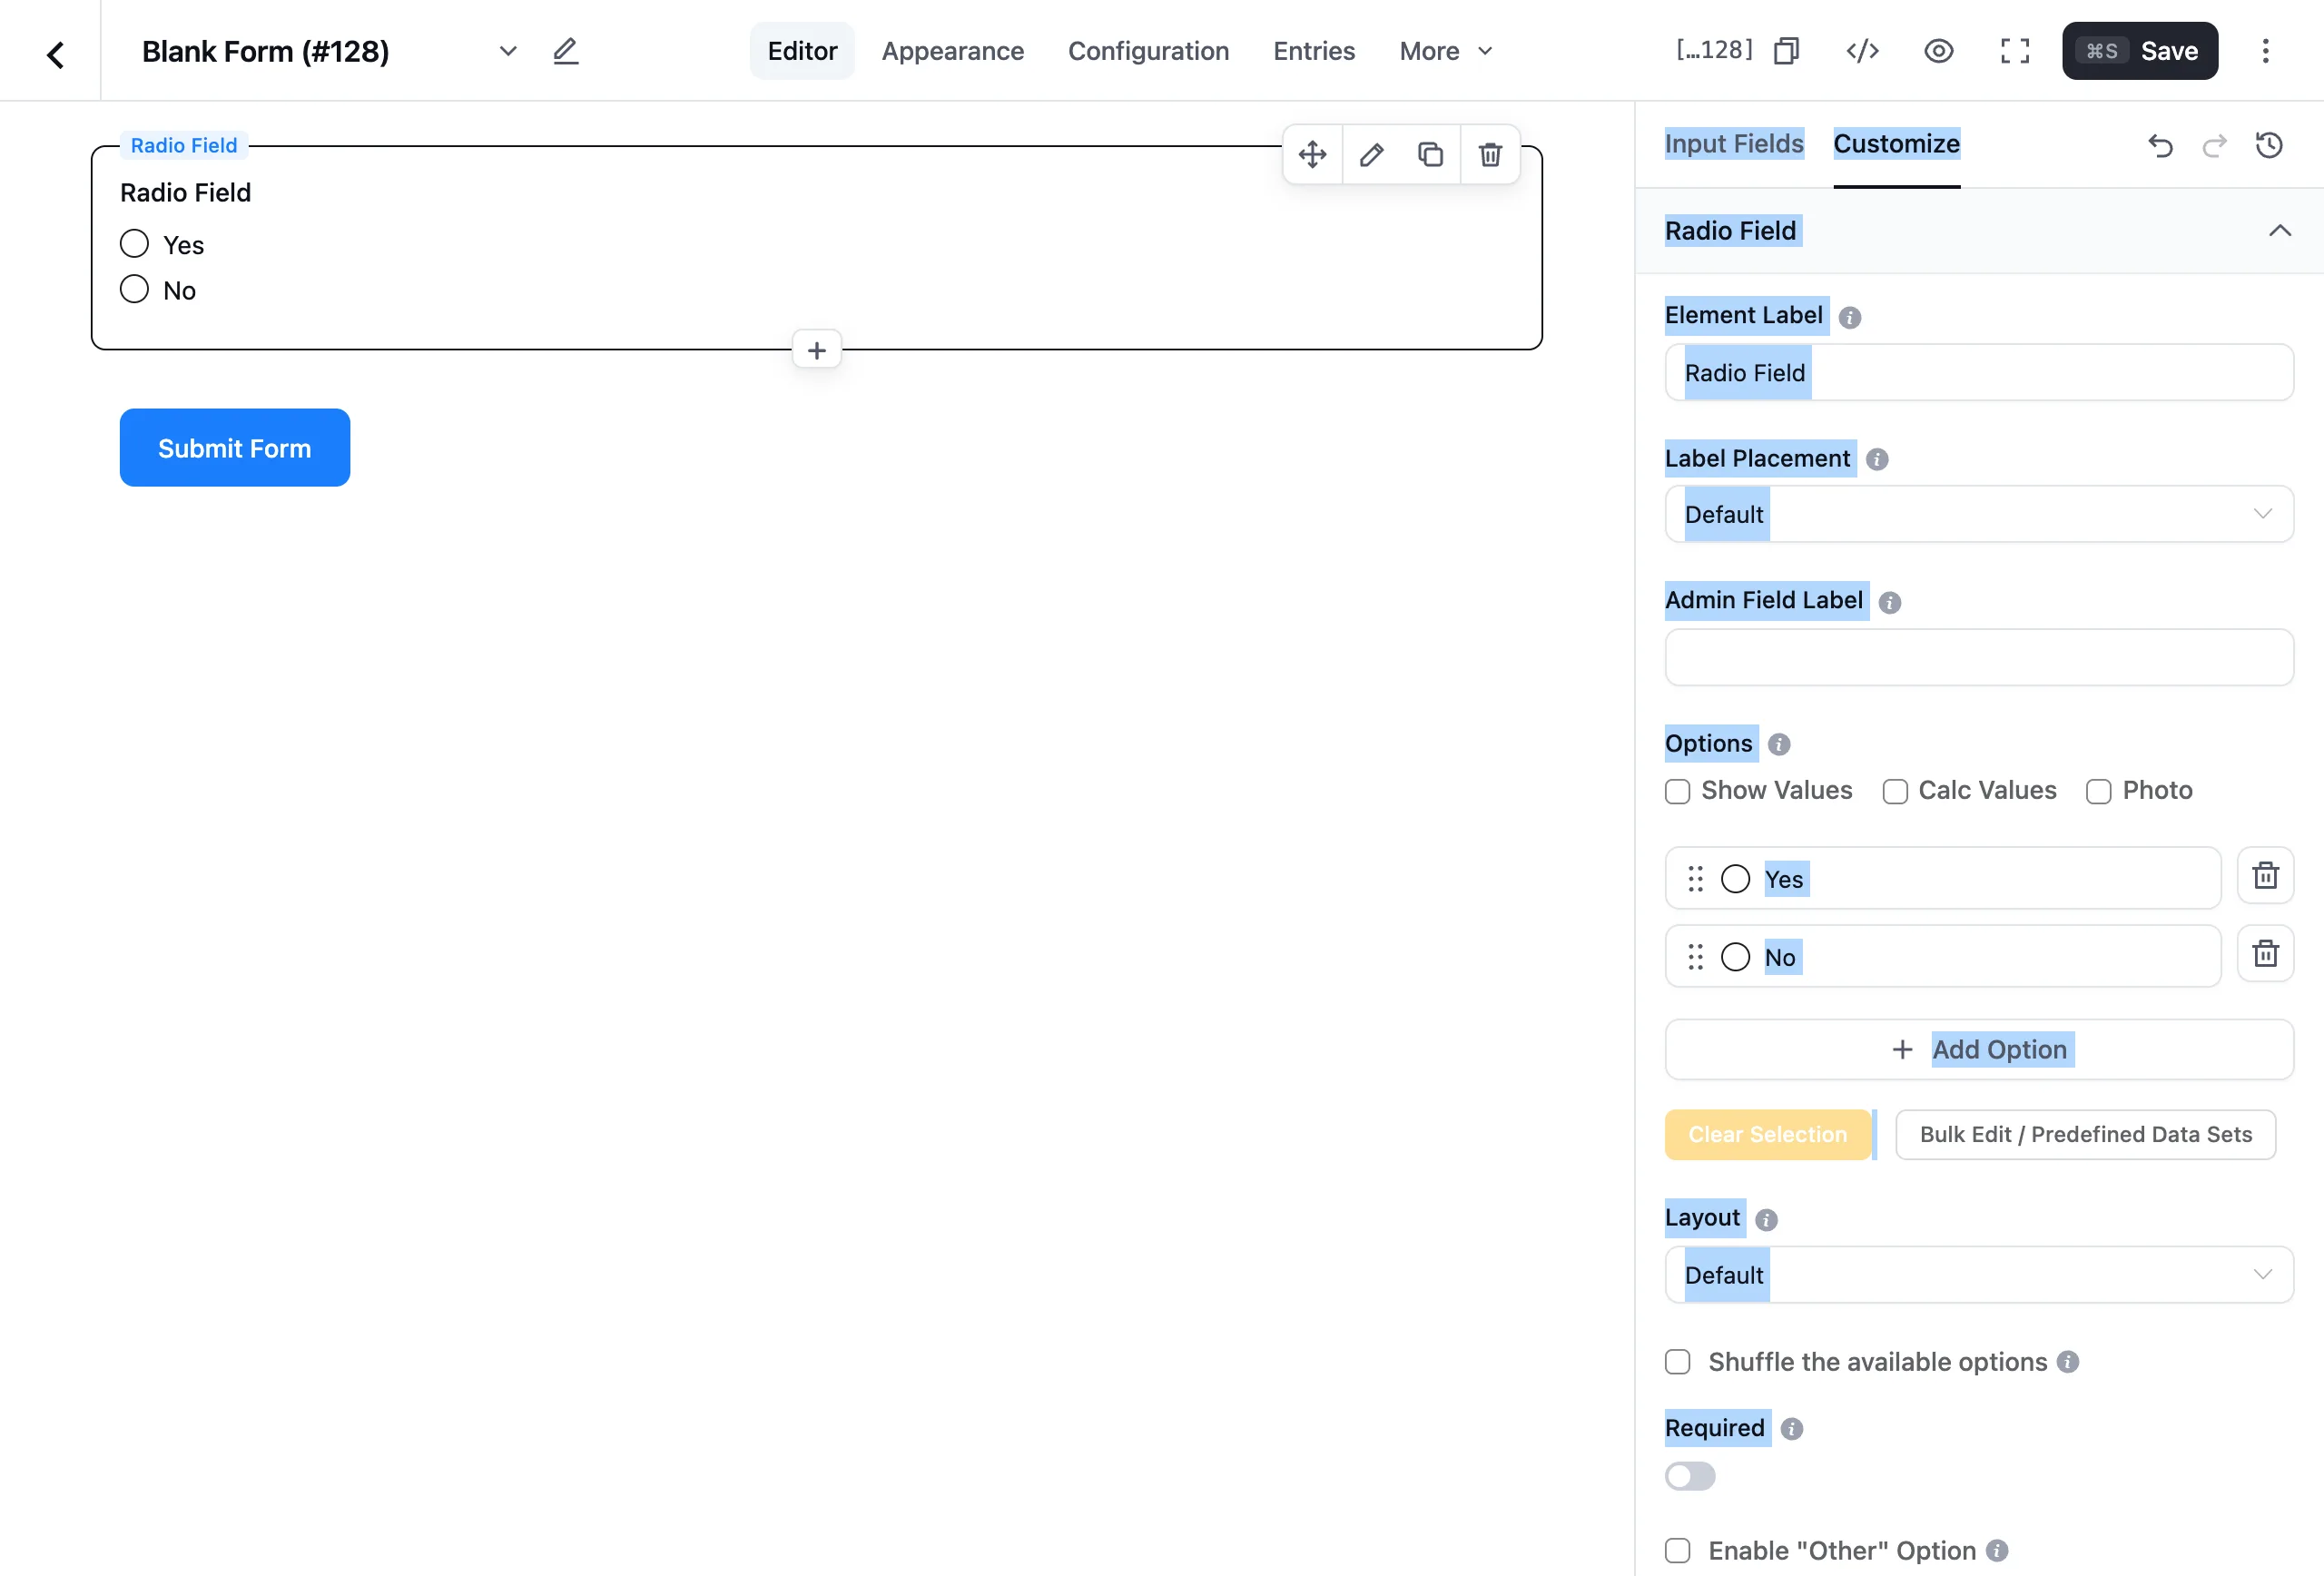 Blank Form (#128)
Editor
Appearance
Configuration
Entries
More
[...128]
⌘S
Save
Radio Field
Radio Field
Yes
No
Submit Form
Input Fields
Customize
Radio Field
Element Label
Radio Field
Label Placement
Default
Admin Field Label
Options
Show Values
Calc Values
Photo
Yes
No
Add Option
Clear Selection
Bulk Edit / Predefined Data Sets
Layout
Default
Shuffle the available options
Required
Enable "Other" Option